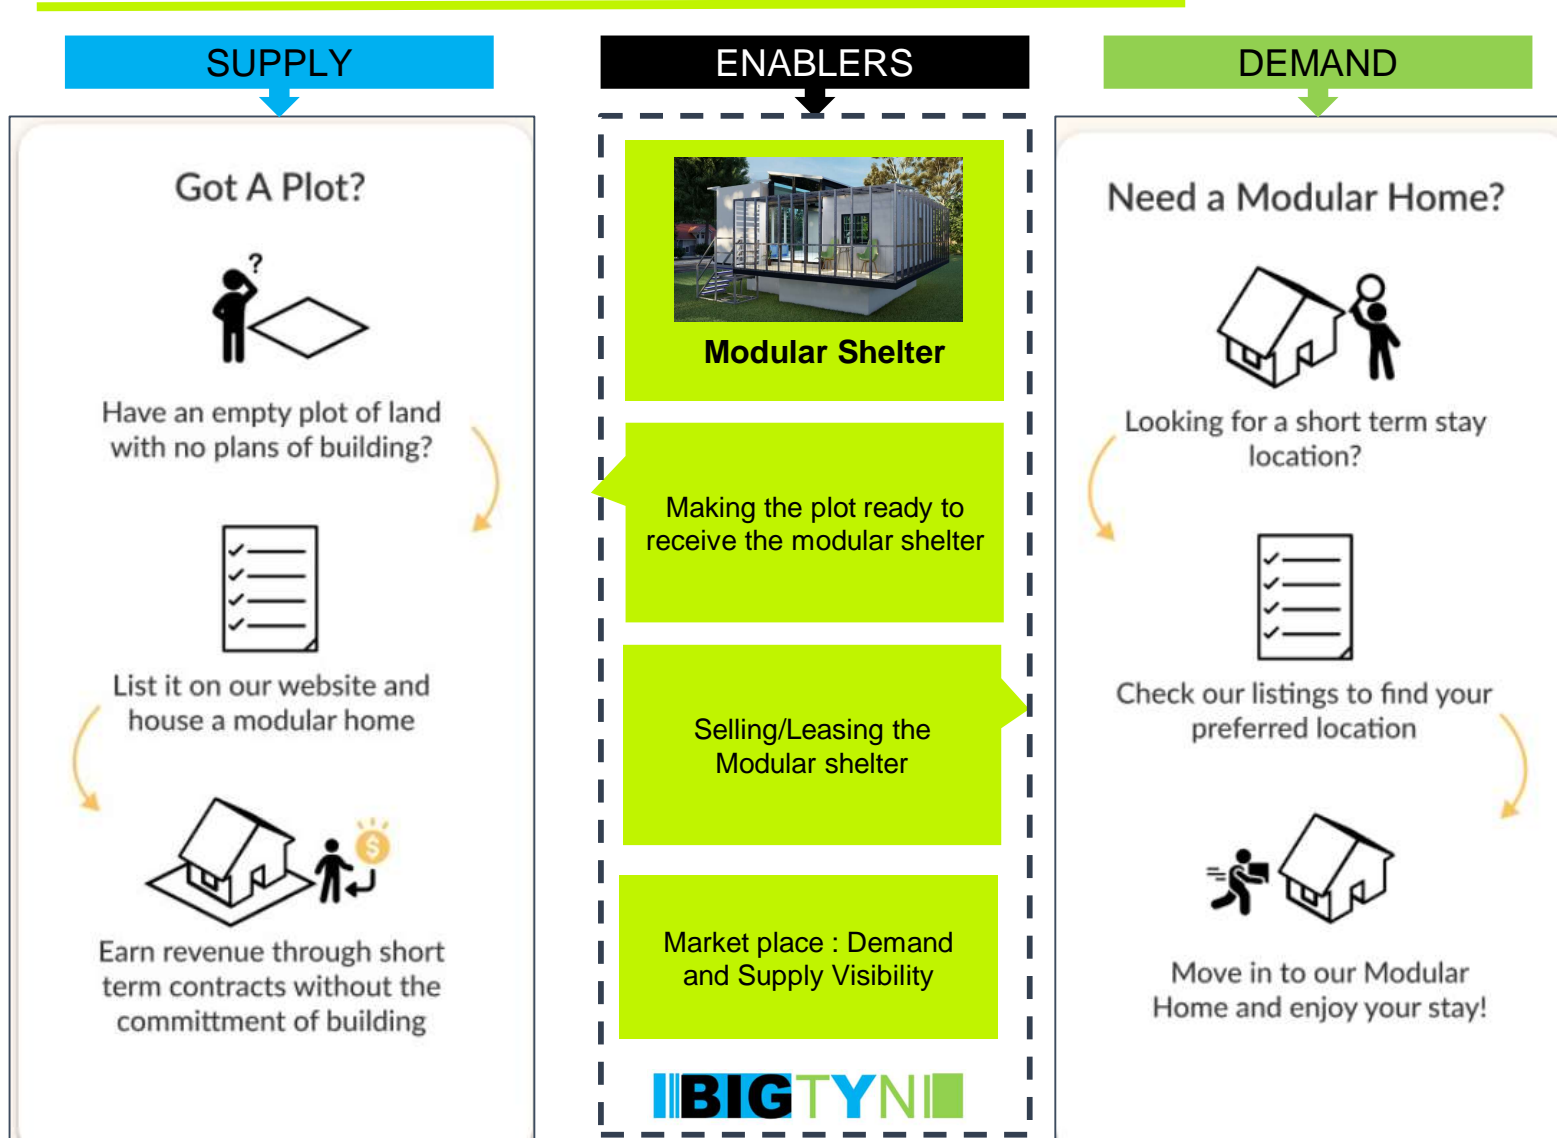 SUPPLY
ENABLERS
DEMAND
Got A Plot?
?
Have an empty plot of land
with no plans of building?
List it on our website and
house a modular home
$
Earn revenue through short
term contracts without the
committment of building
Modular Shelter
Making the plot ready to
receive the modular shelter
Selling/Leasing the
Modular shelter
Market place : Demand
and Supply Visibility
BIGTYNI
Need a Modular Home?
Looking for a short term stay
location?
Check our listings to find your
preferred location
Move in to our Modular
Home and enjoy your stay!